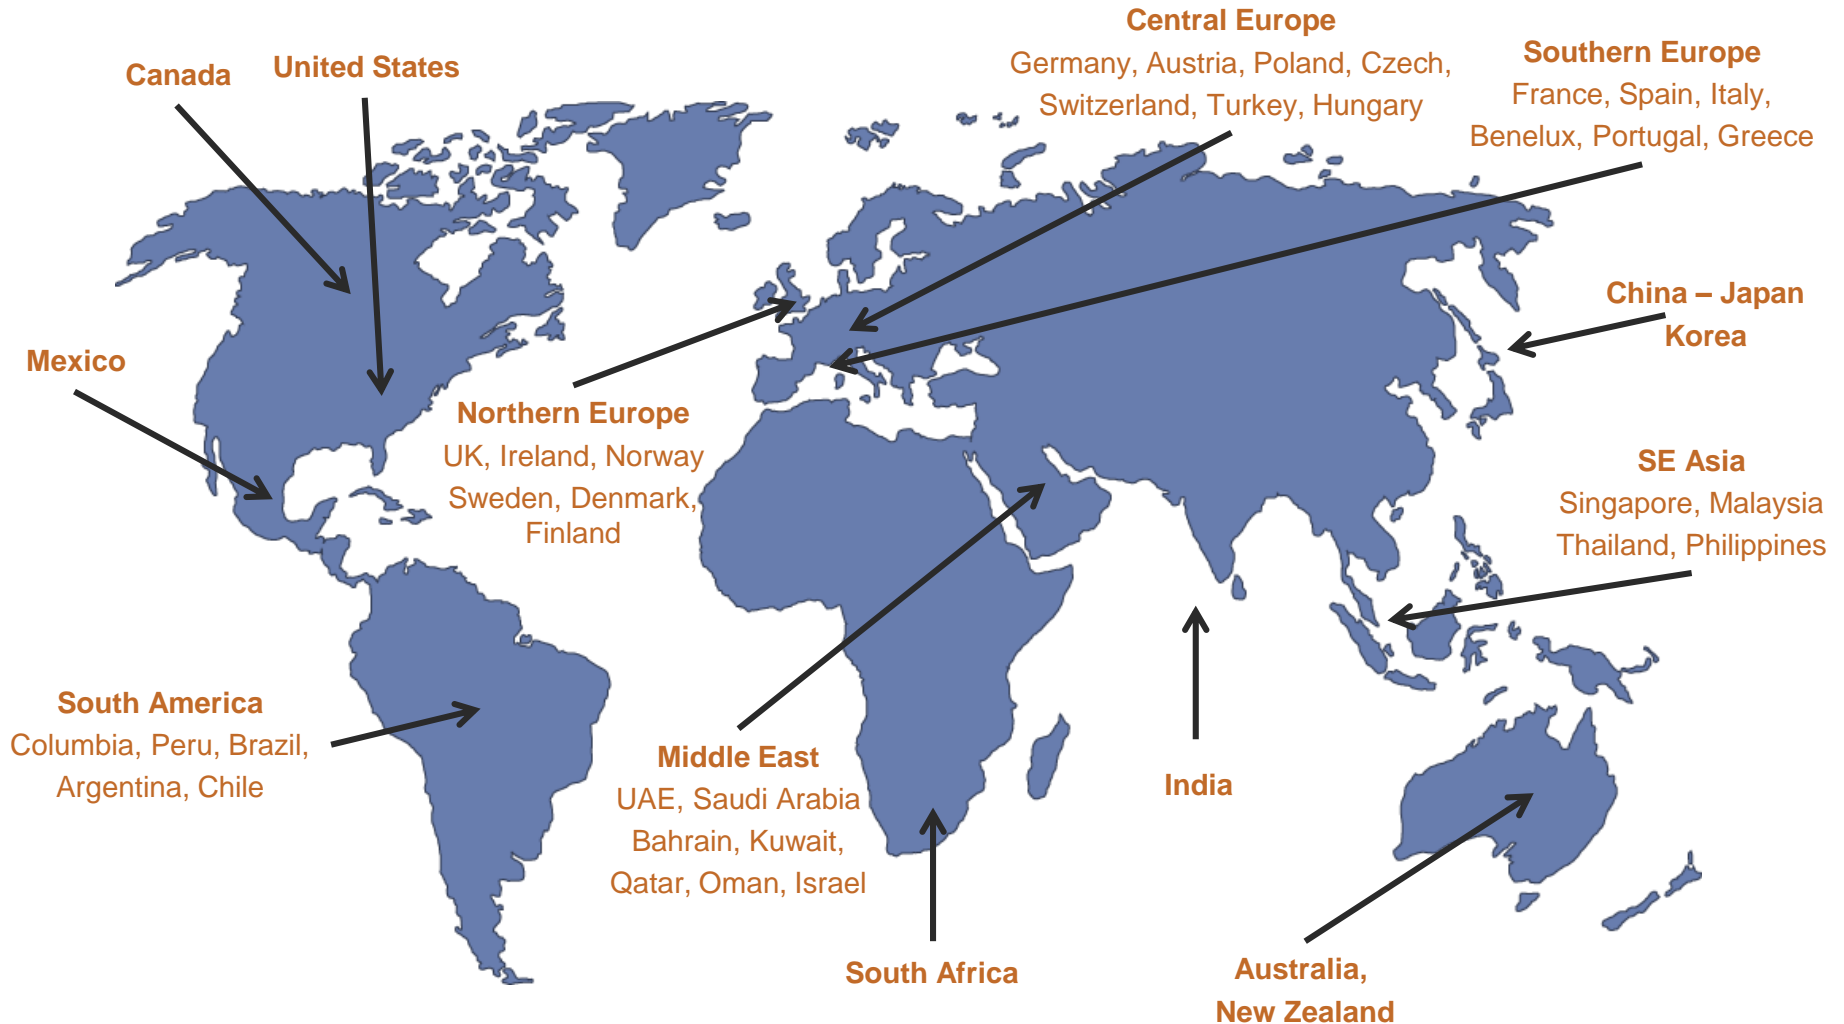 Canada
United States
Central Europe
Germany, Austria, Poland, Czech,
Switzerland, Turkey, Hungary
Southern Europe
France, Spain, Italy,
Benelux, Portugal, Greece
China – Japan
Korea
Mexico
Northern Europe
UK, Ireland, Norway
Sweden, Denmark,
Finland
SE Asia
Singapore, Malaysia
Thailand, Philippines
South America
Columbia, Peru, Brazil,
Argentina, Chile
Middle East
UAE, Saudi Arabia
Bahrain, Kuwait,
Qatar, Oman, Israel
India
South Africa
Australia,
New Zealand